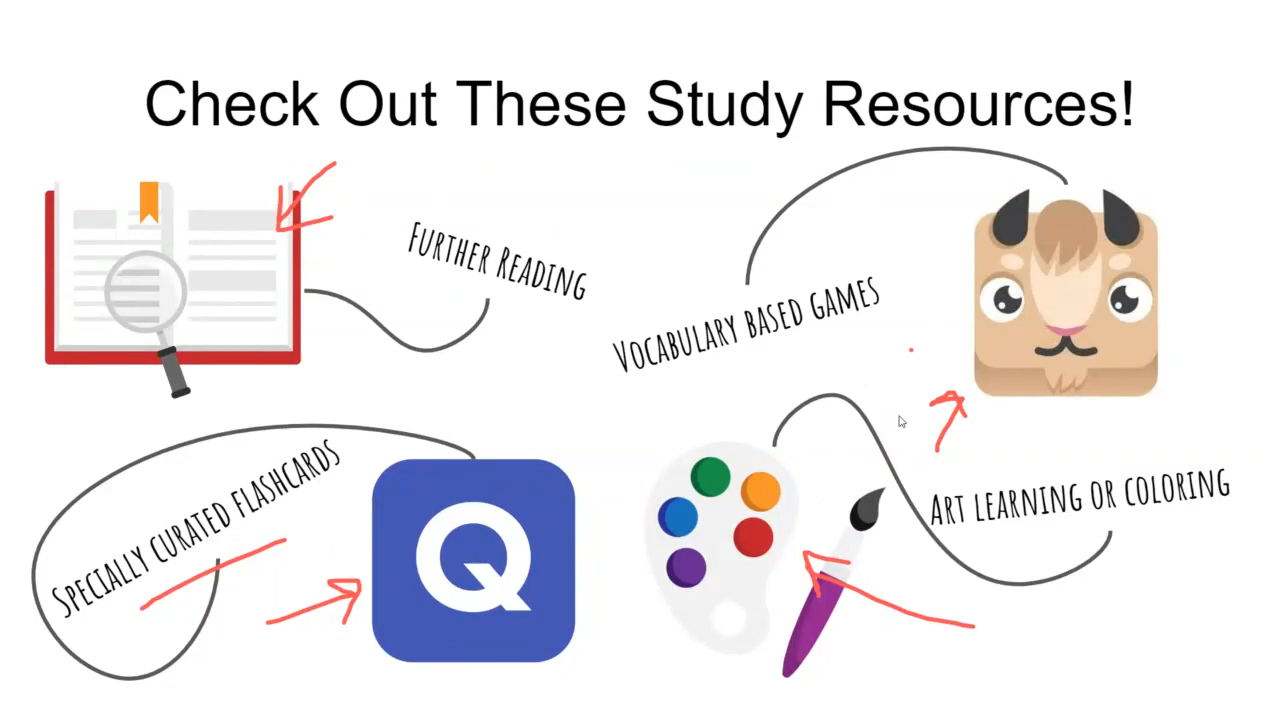 Check Out These Study Resources!
Further Reading
Vocabulary based games
Specially curated flashcards
Q
Art learning or coloring